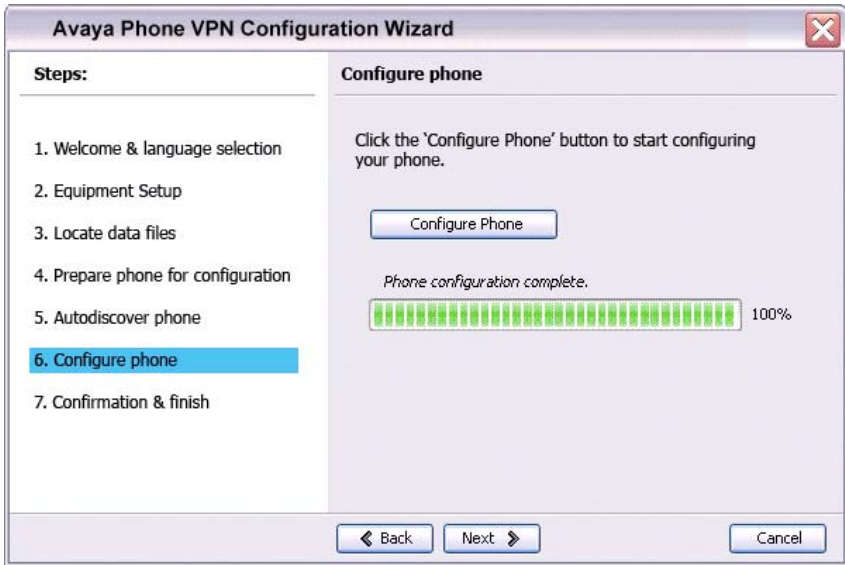 Avaya Phone VPN Configuration Wizard
Steps:
1. Welcome & language selection
2. Equipment Setup
3. Locate data files
4. Prepare phone for configuration
5. Autodiscover phone
6. Configure phone
7. Confirmation & finish
Configure phone
Click the ‘Configure Phone’ button to start configuring
your phone.
Configure Phone
Phone configuration complete.
100%
Back
Next
Cancel